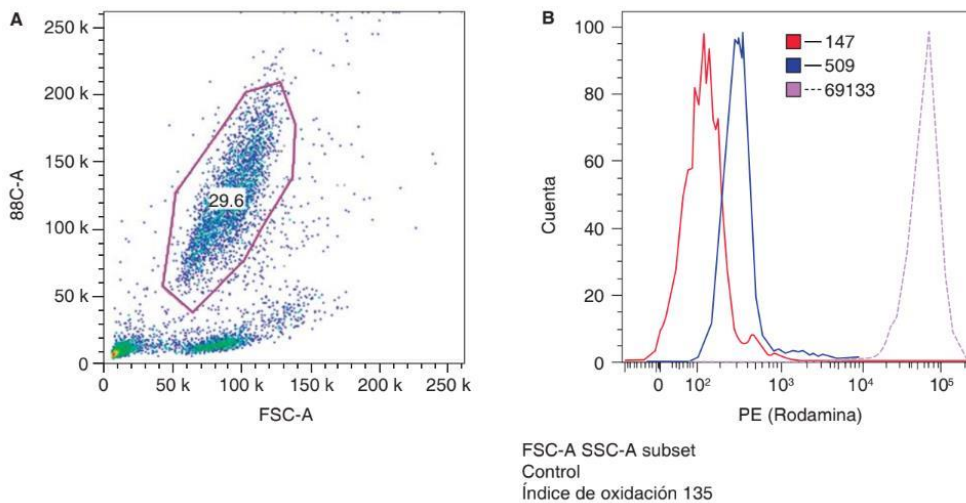 A
250 k
200 k
150 k
100 k
50 k
0
88C-A
29.6
0
50 k
100 k
150 k
200 k
250 k
FSC-A
B
100
80
60
40
20
0
Cuenta
147
509
69133
0
10²
10³
10⁴
10⁵
PE (Rodamina)
FSC-A SSC-A subset
Control
Índice de oxidación 135